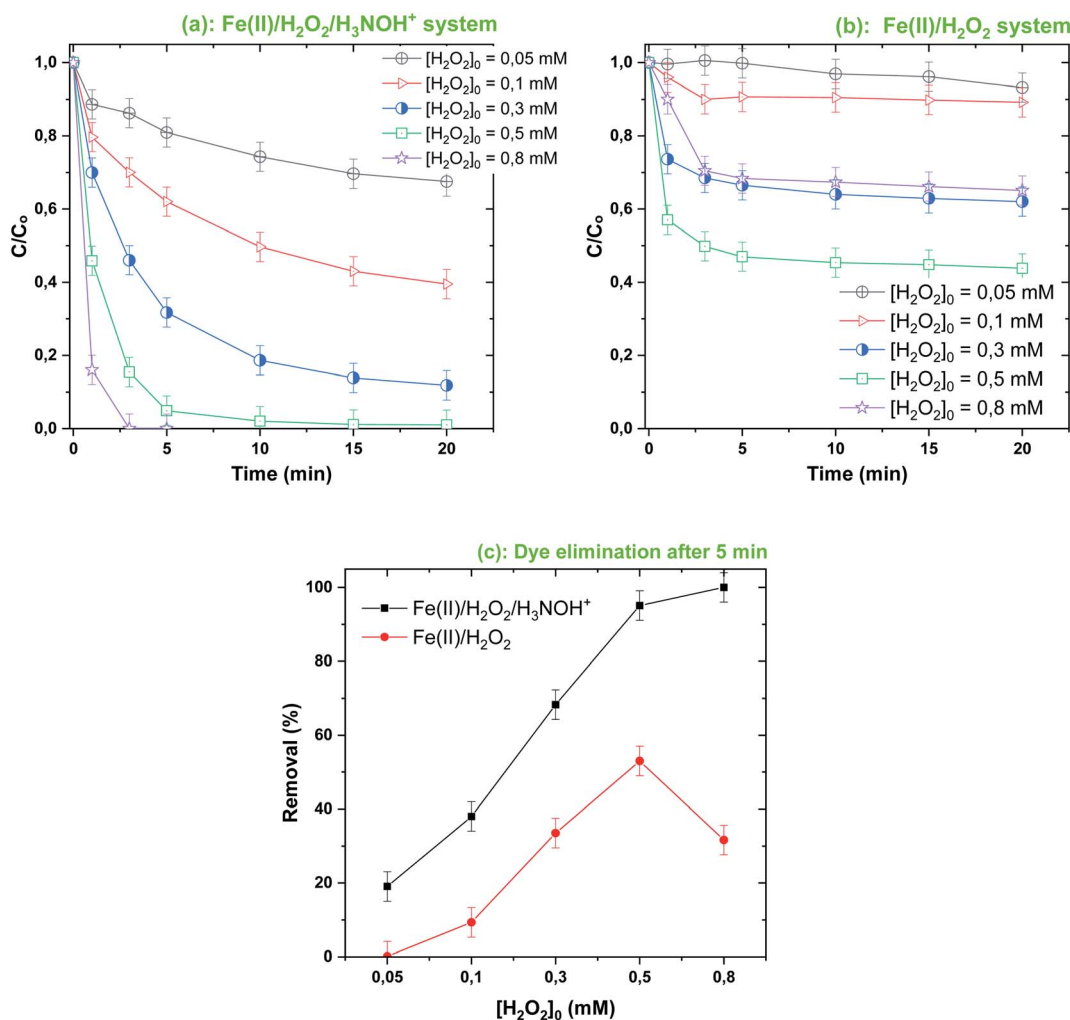 (a): Fe(II)/H₂O₂/H₃NOH⁺ system
1,0
0,8
0,6
0,4
0,2
0,0
C/Cₒ
0
5
10
15
20
Time (min)
[H₂O₂]₀ = 0,05 mM
[H₂O₂]₀ = 0,1 mM
[H₂O₂]₀ = 0,3 mM
[H₂O₂]₀ = 0,5 mM
[H₂O₂]₀ = 0,8 mM
(b): Fe(II)/H₂O₂ system
1,0
0,8
0,6
0,4
0,2
0,0
C/Cₒ
0
5
10
15
20
Time (min)
[H₂O₂]₀ = 0,05 mM
[H₂O₂]₀ = 0,1 mM
[H₂O₂]₀ = 0,3 mM
[H₂O₂]₀ = 0,5 mM
[H₂O₂]₀ = 0,8 mM
(c): Dye elimination after 5 min
100
80
60
40
20
0
Removal (%)
Fe(II)/H₂O₂/H₃NOH⁺
Fe(II)/H₂O₂
0,05
0,1
0,3
0,5
0,8
[H₂O₂]₀ (mM)